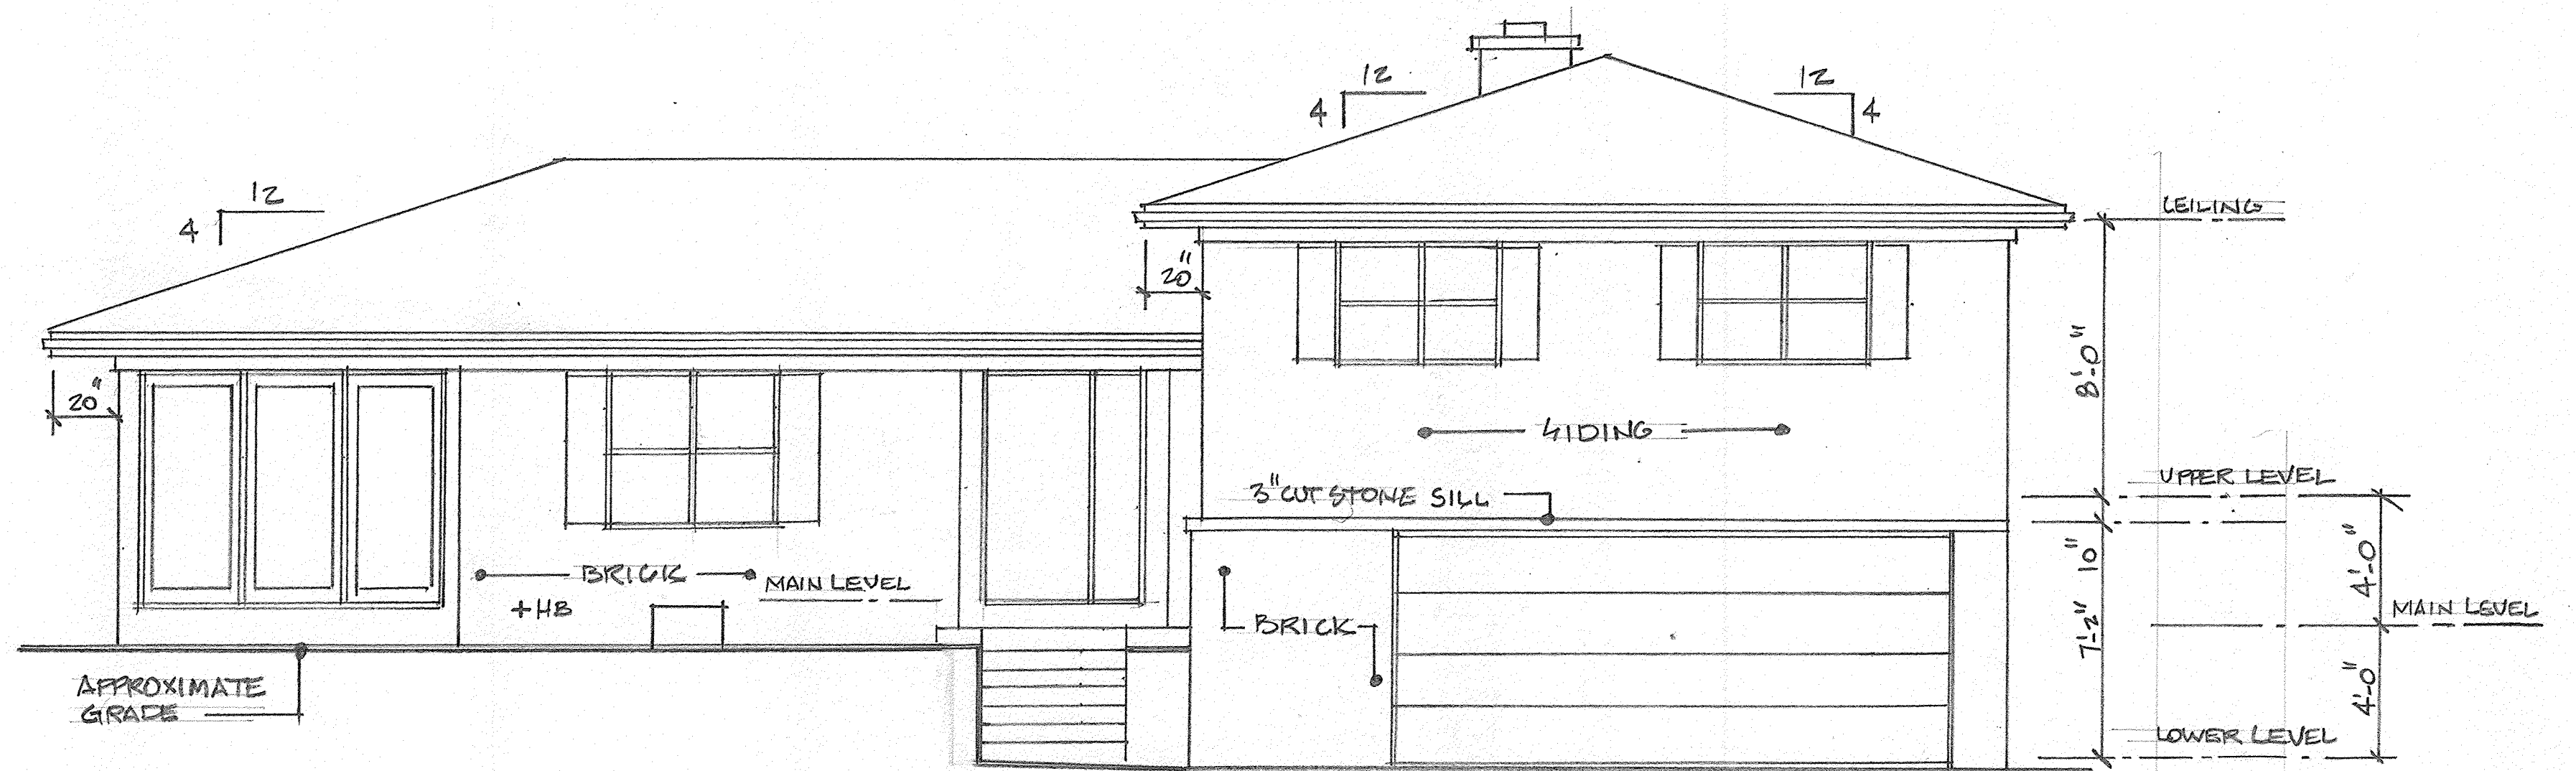 12
4
12
4
12
4
CEILING
20"
20"
8'-0"
SIDING
3" CUT STONE SILL
UPPER LEVEL
10"
4'-0"
BRICK
MAIN LEVEL
+HB
BRICK
7'-2"
MAIN LEVEL
4'-0"
APPROXIMATE
GRADE
LOWER LEVEL